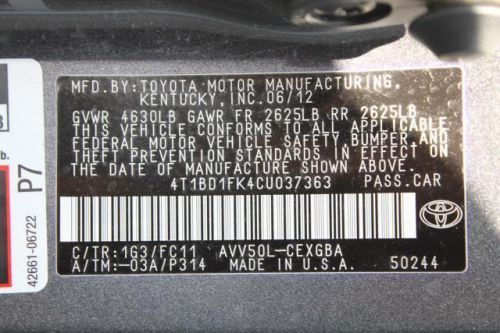 MFD.BY:TOYOTA MOTOR MANUFACTURING,
KENTUCKY, INC. 06/12
GVWR 4630LB GAWR FR 2625LB RR 2625LB
THIS VEHICLE CONFORMS TO ALL APPLICABLE
FEDERAL MOTOR VEHICLE SAFETY, BUMPER, AND
THEFT PREVENTION STANDARDS IN EFFECT ON
THE DATE OF MANUFACTURE SHOWN ABOVE.
4T1BD1FK4CU037363 PASS.CAR
TOYOTA
C/TR:1G3/FC11 AVV50L-CEXGBA
A/TM:-03A/P314 MADE IN U.S.A. 50244
P7
42661-06722